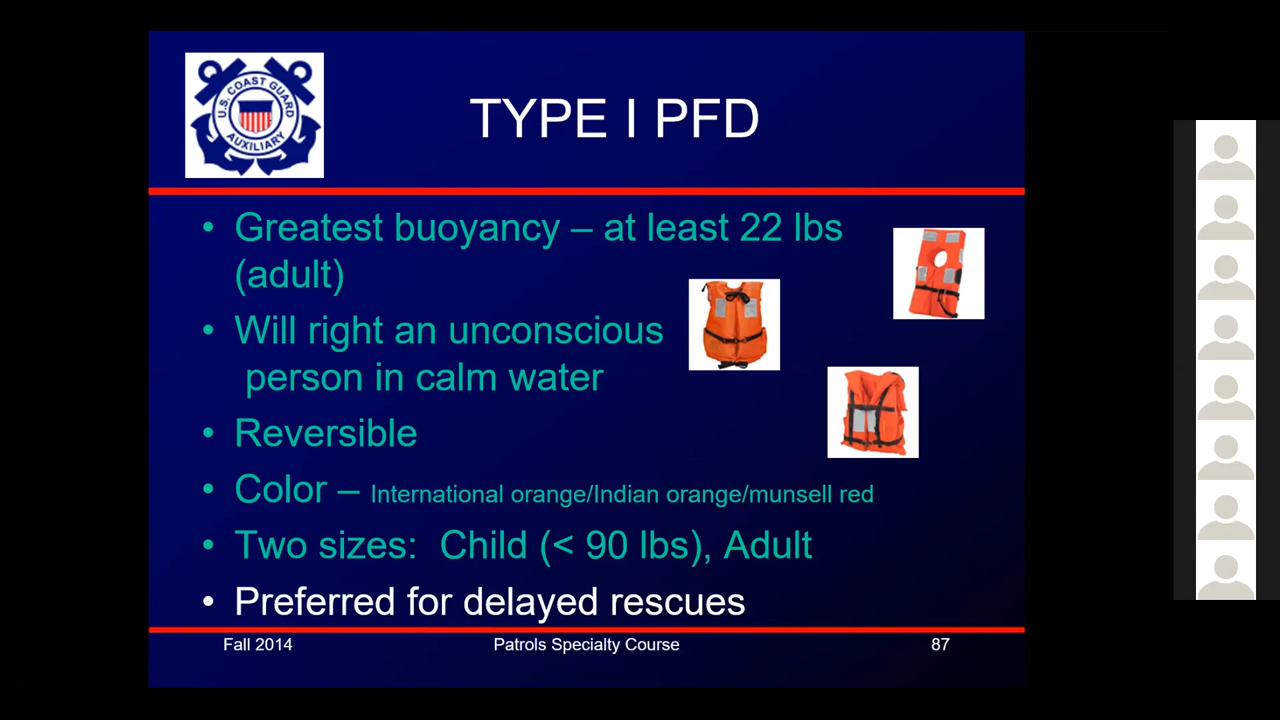 U.S. COAST GUARD
AUXILIARY
TYPE I PFD
• Greatest buoyancy – at least 22 lbs
(adult)
• Will right an unconscious
person in calm water
• Reversible
• Color – International orange/Indian orange/munsell red
• Two sizes: Child (< 90 lbs), Adult
• Preferred for delayed rescues
Fall 2014 Patrols Specialty Course 87